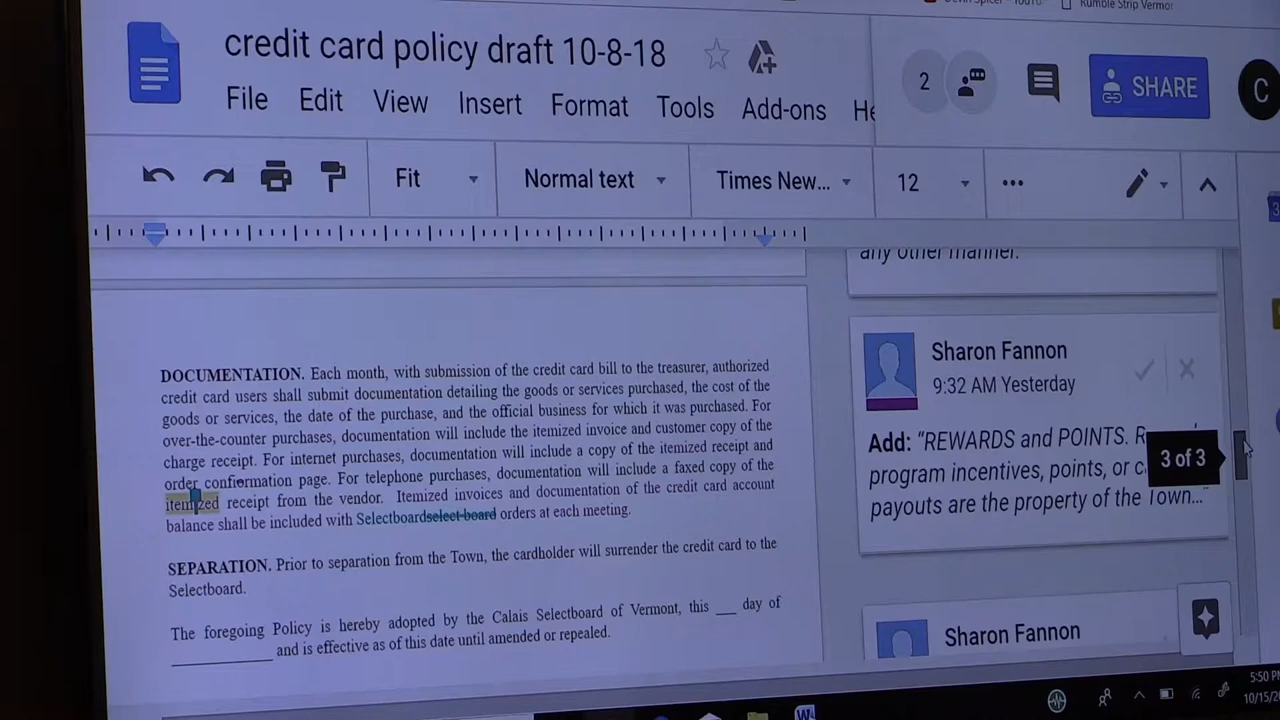 Rumble Strip Vermor
credit card policy draft 10-8-18
2
SHARE
C
File Edit View Insert Format Tools Add-ons He
Fit Normal text Times New... 12 ...
any other manner.
Sharon Fannon
9:32 AM Yesterday
Add: "REWARDS and POINTS. R
program incentives, points, or c
payouts are the property of the Town..."
3 of 3
Sharon Fannon
DOCUMENTATION. Each month, with submission of the credit card bill to the treasurer, authorized
credit card users shall submit documentation detailing the goods or services purchased, the cost of the
goods or services, the date of the purchase, and the official business for which it was purchased. For
over-the-counter purchases, documentation will include the itemized invoice and customer copy of the
charge receipt. For internet purchases, documentation will include a copy of the itemized receipt and
order confirmation page. For telephone purchases, documentation will include a faxed copy of the
itemized receipt from the vendor. Itemized invoices and documentation of the credit card account
balance shall be included with Selectboardselect-board orders at each meeting.
SEPARATION. Prior to separation from the Town, the cardholder will surrender the credit card to the
Selectboard.
The foregoing Policy is hereby adopted by the Calais Selectboard of Vermont, this ___ day of
____________ and is effective as of this date until amended or repealed.
5:50 PM
10/15/2